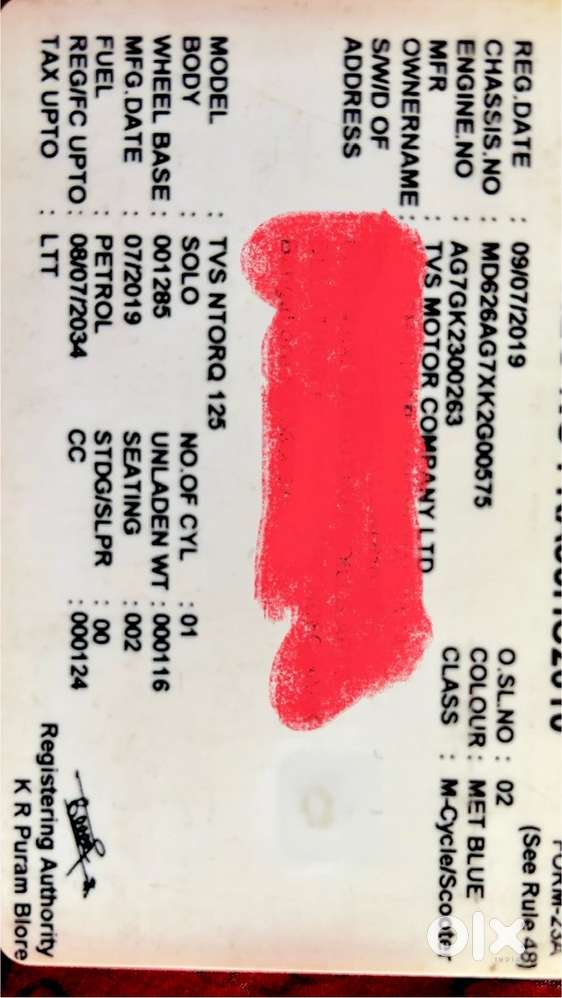 FORM-23A
(See Rule 48)
REG.DATE : 09/07/2019 O.SL.NO : 02
CHASSIS.NO : MD626AG7XK2G00575 COLOUR : MET BLUE
ENGINE.NO : AG7GK2300263 CLASS : M-Cycle/Scooter
MFR : TVS MOTOR COMPANY LTD
OWNERNAME :
S/W/D OF
ADDRESS
MODEL : TVS NTORQ 125
BODY : SOLO NO.OF CYL : 01
WHEEL BASE : 001285 UNLADEN WT : 000116
MFG.DATE : 07/2019 SEATING : 002
FUEL : PETROL STDG/SLPR : 00
REG/FC UPTO : 08/07/2034 CC : 000124
TAX UPTO : LTT
Registering Authority
K R Puram Blore
olx